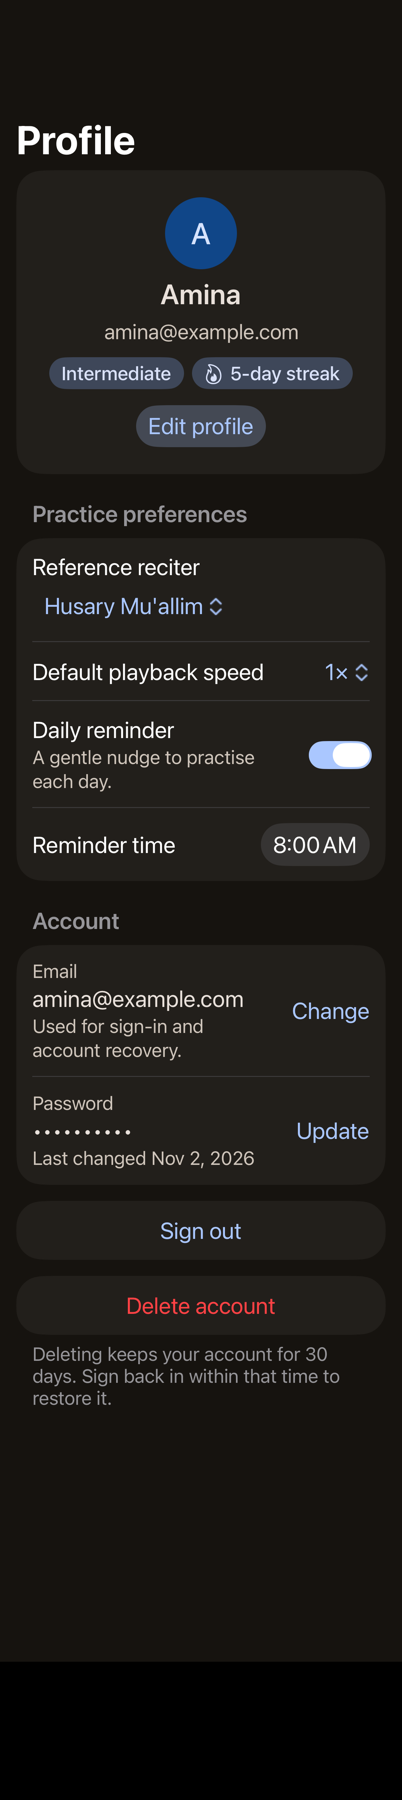 Profile
A
Amina
amina@example.com
Intermediate
5-day streak
Edit profile
Practice preferences
Reference reciter
Husary Mu'allim
Default playback speed
1×
Daily reminder
A gentle nudge to practise
each day.
Reminder time
8:00 AM
Account
Email
amina@example.com
Used for sign-in and
account recovery.
Change
Password
••••••••••
Last changed Nov 2, 2026
Update
Sign out
Delete account
Deleting keeps your account for 30
days. Sign back in within that time to
restore it.